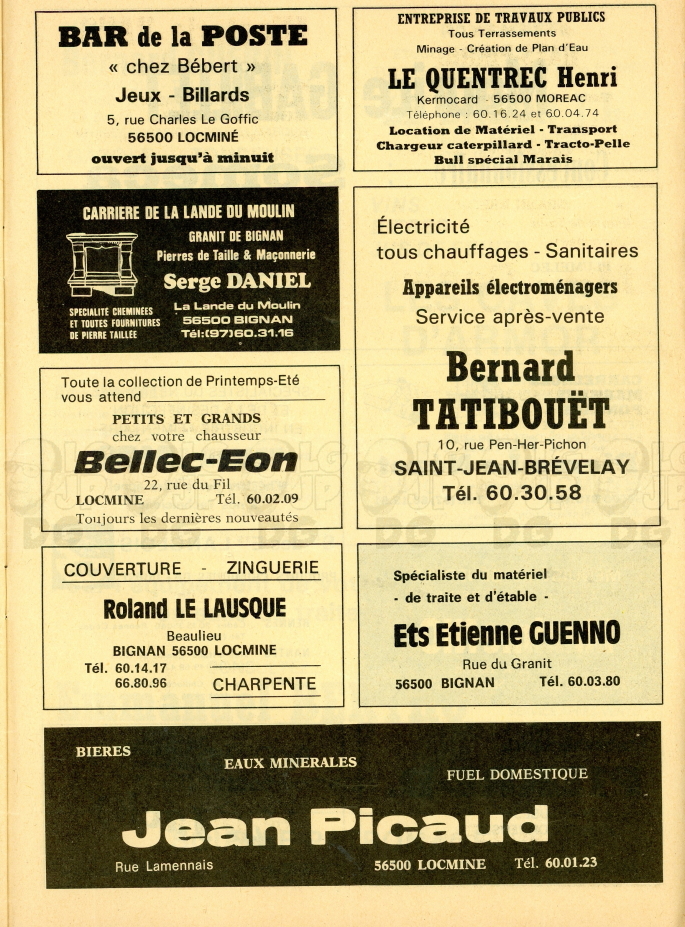 BAR de la POSTE
« chez Bébert »
Jeux - Billards
5, rue Charles Le Goffic
56500 LOCMINÉ
ouvert jusqu'à minuit
ENTREPRISE DE TRAVAUX PUBLICS
Tous Terrassements
Minage - Création de Plan d'Eau
LE QUENTREC Henri
Kermocard - 56500 MOREAC
Téléphone : 60.16.24 et 60.04.74
Location de Matériel - Transport
Chargeur caterpillard - Tracto-Pelle
Bull spécial Marais
CARRIERE DE LA LANDE DU MOULIN
GRANIT DE BIGNAN
Pierres de Taille & Maçonnerie
Serge DANIEL
SPECIALITÉ CHEMINÉES
ET TOUTES FOURNITURES
DE PIERRE TAILLÉE
La Lande du Moulin
56500 BIGNAN
Tél:(97)60.31.16
Électricité
tous chauffages - Sanitaires
Appareils électroménagers
Service après-vente
Bernard
TATIBOUËT
10, rue Pen-Her-Pichon
SAINT-JEAN-BRÉVELAY
Tél. 60.30.58
Toute la collection de Printemps-Eté
vous attend
PETITS ET GRANDS
chez votre chausseur
Bellec-Eon
22, rue du Fil
LOCMINE Tél. 60.02.09
Toujours les dernières nouveautés
COUVERTURE - ZINGUERIE
Roland LE LAUSQUE
Beaulieu
BIGNAN 56500 LOCMINE
Tél. 60.14.17
66.80.96
CHARPENTE
Spécialiste du matériel
- de traite et d'étable -
Ets Etienne GUENNO
Rue du Granit
56500 BIGNAN Tél. 60.03.80
BIERES
EAUX MINERALES
FUEL DOMESTIQUE
Jean Picaud
Rue Lamennais 56500 LOCMINE Tél. 60.01.23